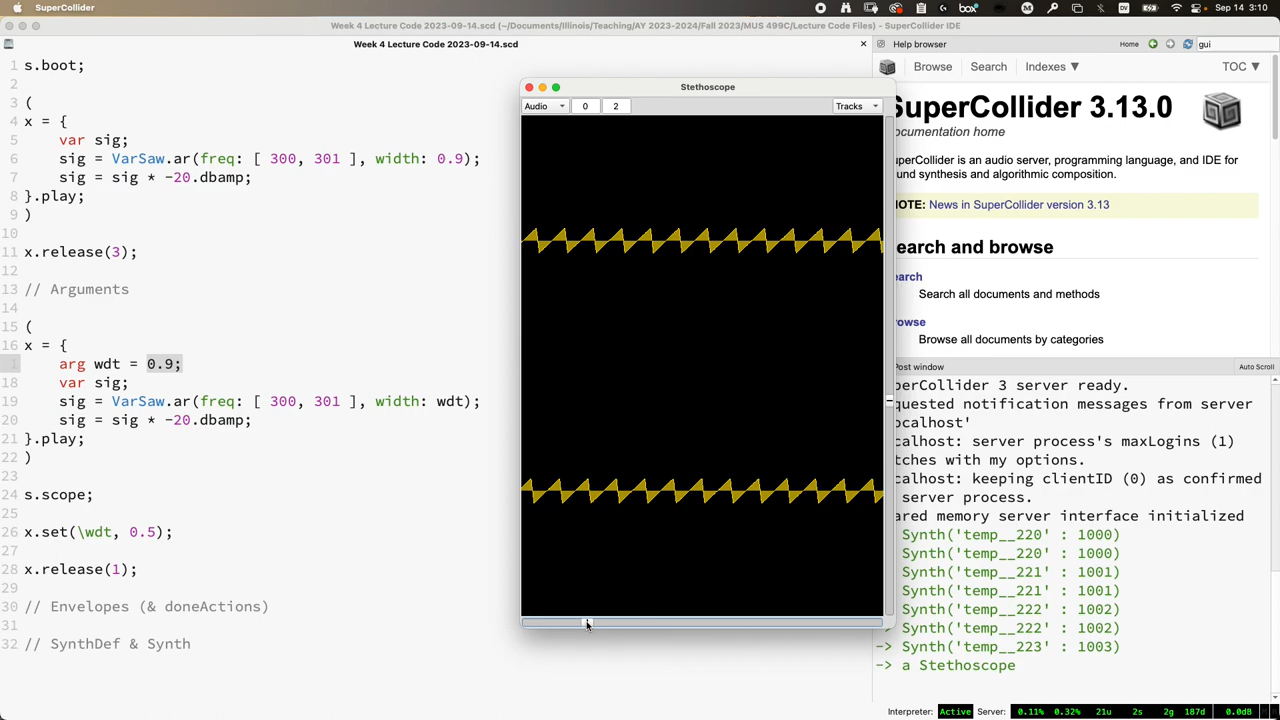 SuperCollider
Sep 14 3:10
Week 4 Lecture Code 2023-09-14.scd (~/Documents/Illinois/Teaching/AY 2023-2024/Fall 2023/MUS 499C/Lecture Code Files) - SuperCollider IDE
Week 4 Lecture Code 2023-09-14.scd
1 s.boot;
2
3 (
4 x = {
5 var sig;
6 sig = VarSaw.ar(freq: [ 300, 301 ], width: 0.9);
7 sig = sig * -20.dbamp;
8 }.play;
9 )
10
11 x.release(3);
12
13 // Arguments
14
15 (
16 x = {
1 arg wdt = 0.9;
18 var sig;
19 sig = VarSaw.ar(freq: [ 300, 301 ], width: wdt);
20 sig = sig * -20.dbamp;
21 }.play;
22 )
23
24 s.scope;
25
26 x.set(\wdt, 0.5);
27
28 x.release(1);
29
30 // Envelopes (& doneActions)
31
32 // SynthDef & Synth
Stethoscope
Audio 0 2 Tracks
Help browser Home gui
Browse Search Indexes ▼ TOC ▼
SuperCollider 3.13.0
ocumentation home
uperCollider is an audio server, programming language, and IDE for
und synthesis and algorithmic composition.
OTE: News in SuperCollider version 3.13
earch and browse
earch
Search all documents and methods
rowse
Browse all documents by categories
Post window Auto Scroll
perCollider 3 server ready.
quested notification messages from server
ocalhost'
calhost: server process's maxLogins (1)
tches with my options.
calhost: keeping clientID (0) as confirmed
server process.
ared memory server interface initialized
Synth('temp__220' : 1000)
Synth('temp__220' : 1000)
Synth('temp__221' : 1001)
Synth('temp__221' : 1001)
Synth('temp__222' : 1002)
Synth('temp__222' : 1002)
-> Synth('temp__223' : 1003)
-> a Stethoscope
Interpreter: Active Server: 0.11% 0.32% 21u 2s 2g 187d 0.0dB